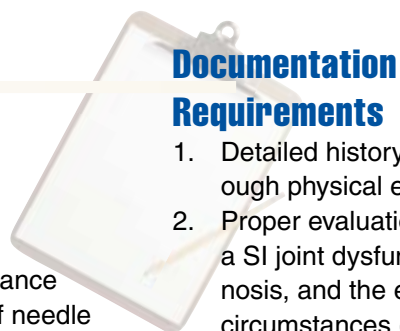 Documentation
Requirements
1. Detailed history
ough physical e
2. Proper evaluatio
a SI joint dysfun
nosis, and the e
circumstances
ance
f needle